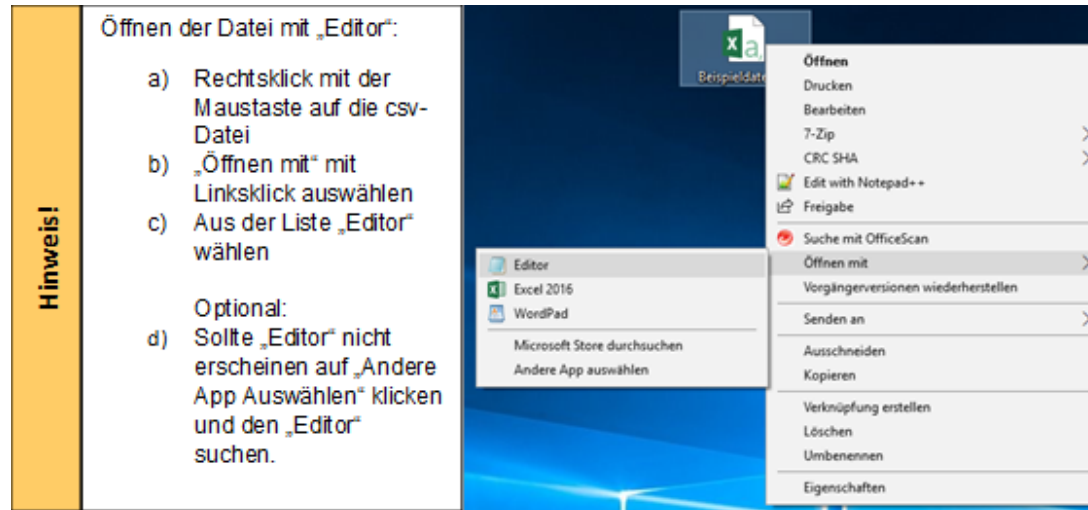 Hinweis!
Öffnen der Datei mit „Editor“:
a) Rechtsklick mit der
Maustaste auf die csv-
Datei
b) „Öffnen mit“ mit
Linksklick auswählen
c) Aus der Liste „Editor“
wählen
Optional:
d) Sollte „Editor“ nicht
erscheinen auf „Andere
App Auswählen“ klicken
und den „Editor“
suchen.
Beispieldate
Öffnen
Drucken
Bearbeiten
7-Zip
CRC SHA
Edit with Notepad++
Freigabe
Suche mit OfficeScan
Öffnen mit
Vorgängerversionen wiederherstellen
Senden an
Ausschneiden
Kopieren
Verknüpfung erstellen
Löschen
Umbenennen
Eigenschaften
Editor
Excel 2016
WordPad
Microsoft Store durchsuchen
Andere App auswählen